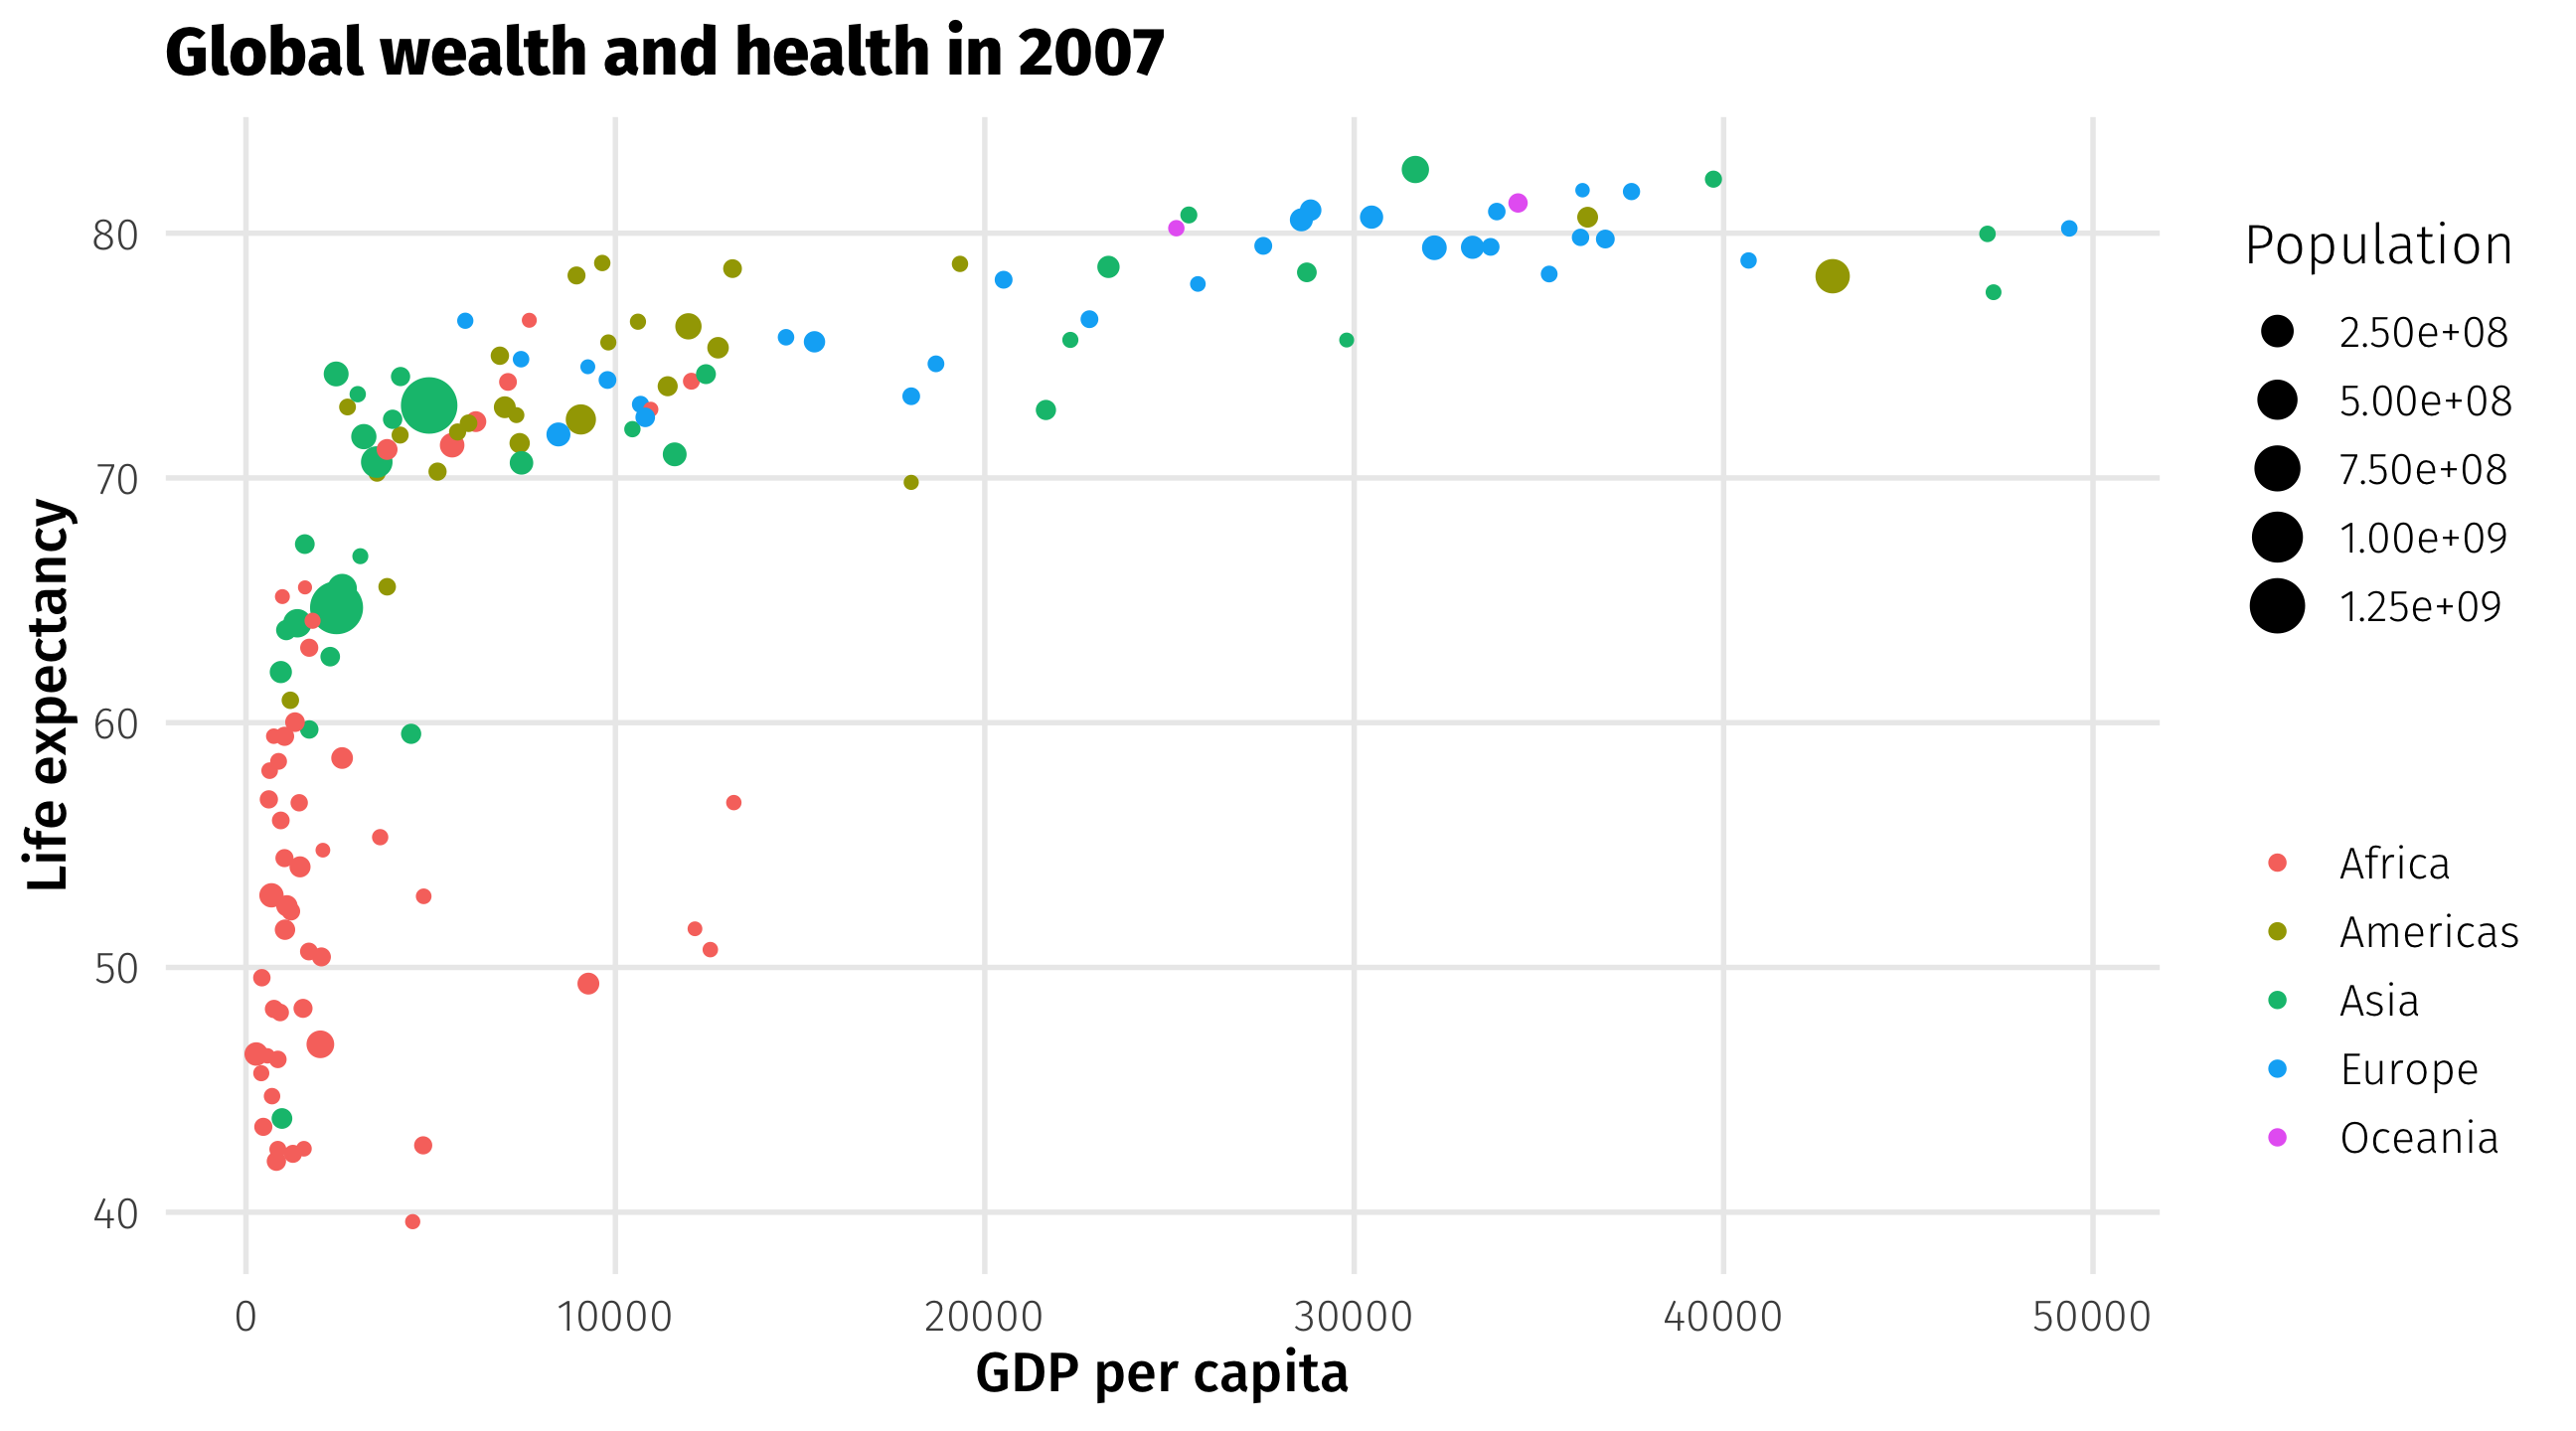 Global wealth and health in 2007
Life expectancy
80
70
60
50
40
0 10000 20000 30000 40000 50000
GDP per capita
Population
2.50e+08
5.00e+08
7.50e+08
1.00e+09
1.25e+09
Africa
Americas
Asia
Europe
Oceania